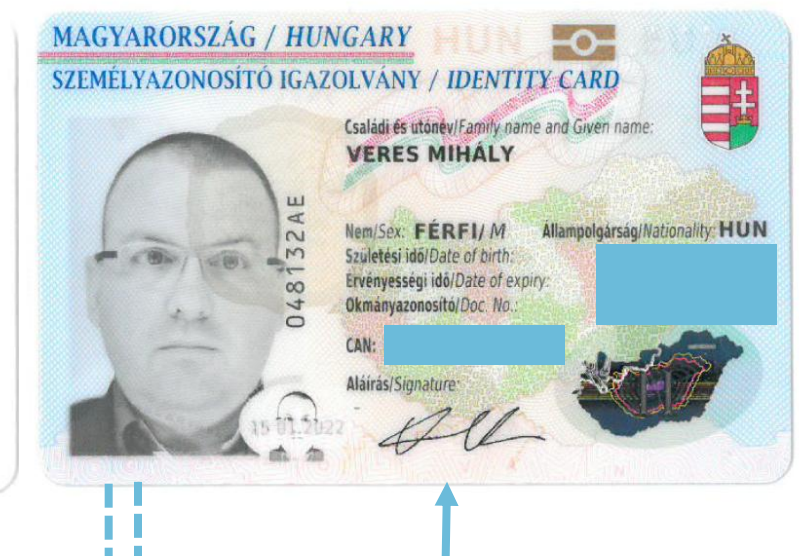 MAGYARORSZÁG / HUNGARY HUN
SZEMÉLYAZONOSÍTÓ IGAZOLVÁNY / IDENTITY CARD
Családi és utónév/Family name and Given name:
VERES MIHÁLY
Nem/Sex: FÉRFI/ M Állampolgárság/Nationality: HUN
Születési idő/Date of birth:
Érvényességi idő/Date of expiry:
Okmányazonosító/Doc. No.:
CAN:
Aláírás/Signature:
048132AE
15 01.2022